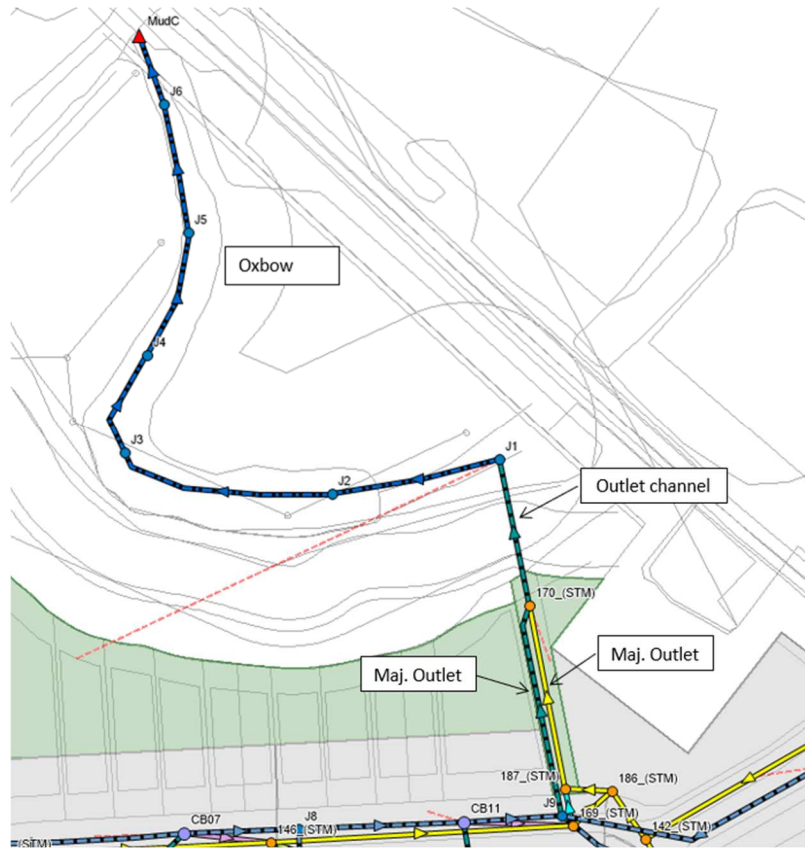 MudC
J6
J5
Oxbow
J4
J3
J1
J2
Outlet channel
170_(STM)
Maj. Outlet
Maj. Outlet
187_(STM)
186_(STM)
J9
CB11
169_(STM)
CB07
J8
146_(STM)
142_(STM)
(STM)